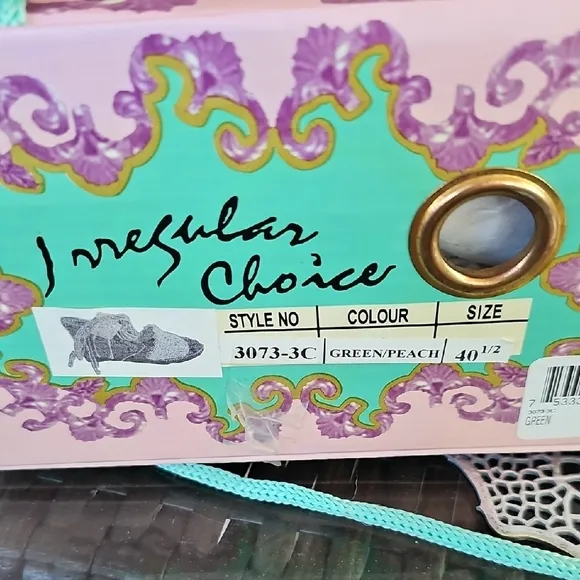 Irregular
Choice
STYLE NO COLOUR SIZE
3073-3C GREEN/PEACH 40 1/2
GREEN